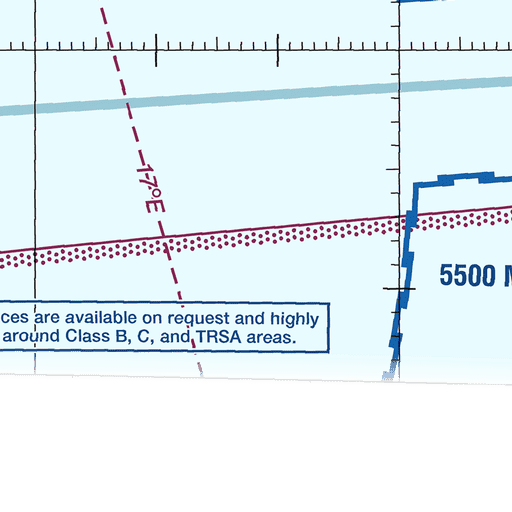 17°E
5500 M
ces are available on request and highly
around Class B, C, and TRSA areas.